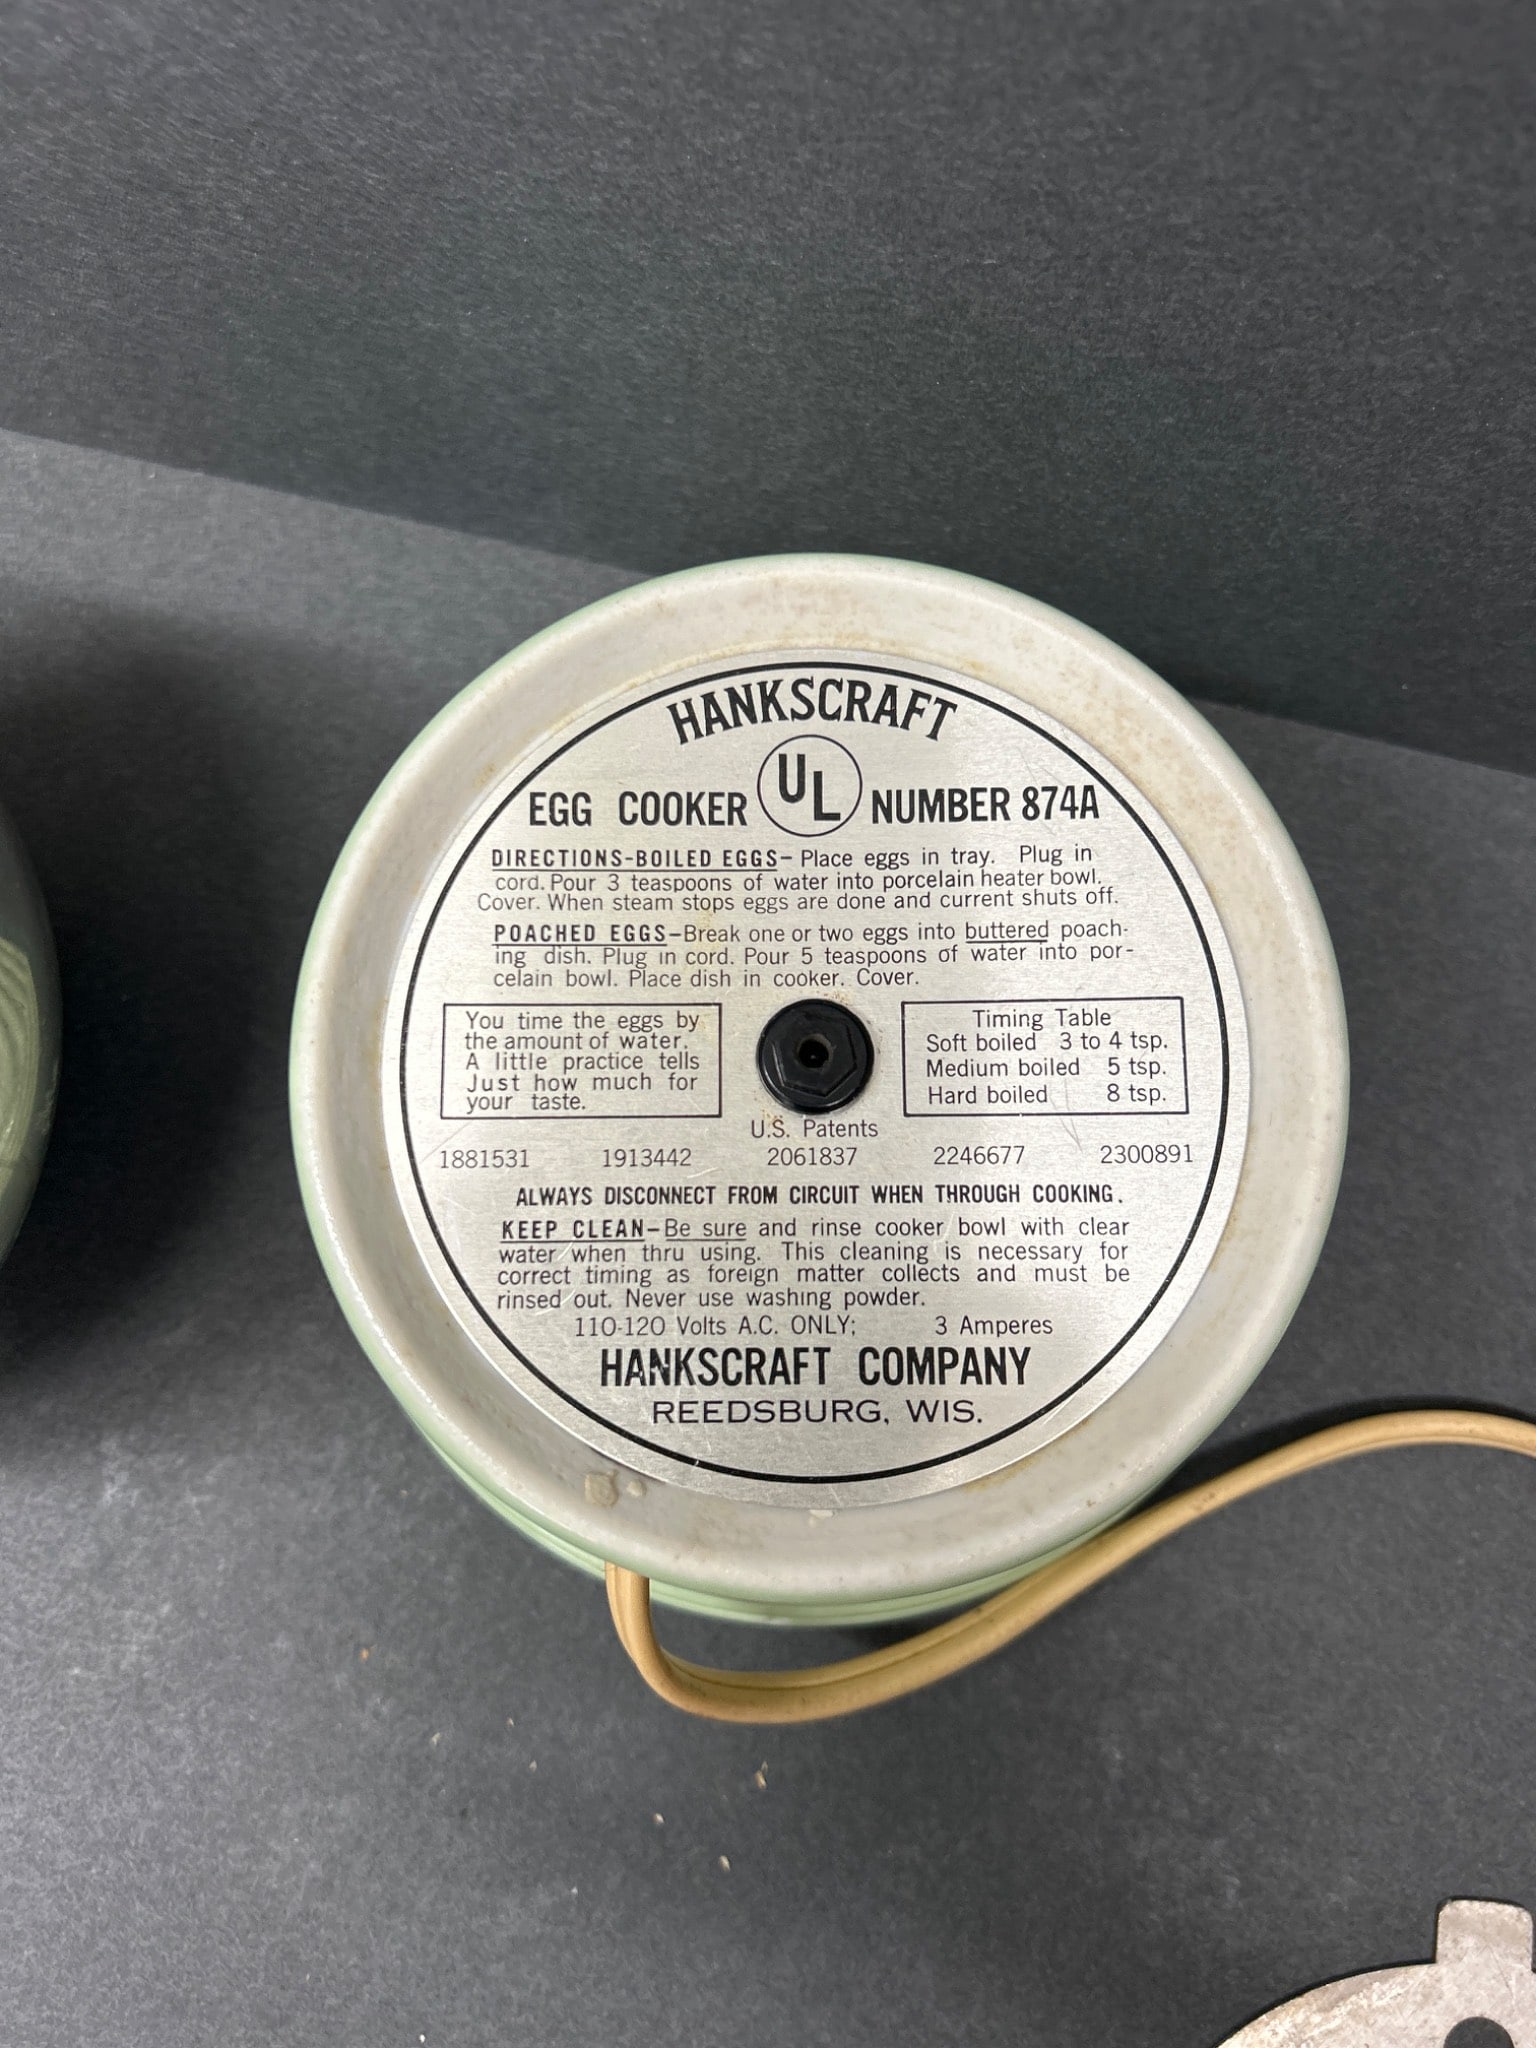 HANKSCRAFT
EGG COOKER UL NUMBER 874A
DIRECTIONS-BOILED EGGS- Place eggs in tray. Plug in
cord. Pour 3 teaspoons of water into porcelain heater bowl.
Cover. When steam stops eggs are done and current shuts off.
POACHED EGGS-Break one or two eggs into buttered poach-
ing dish. Plug in cord. Pour 5 teaspoons of water into por-
celain bowl. Place dish in cooker. Cover.
You time the eggs by
the amount of water.
A little practice tells
Just how much for
your taste.
Timing Table
Soft boiled 3 to 4 tsp.
Medium boiled 5 tsp.
Hard boiled 8 tsp.
U.S. Patents
1881531 1913442 2061837 2246677 2300891
ALWAYS DISCONNECT FROM CIRCUIT WHEN THROUGH COOKING.
KEEP CLEAN-Be sure and rinse cooker bowl with clear
water when thru using. This cleaning is necessary for
correct timing as foreign matter collects and must be
rinsed out. Never use washing powder.
110-120 Volts A.C. ONLY; 3 Amperes
HANKSCRAFT COMPANY
REEDSBURG, WIS.